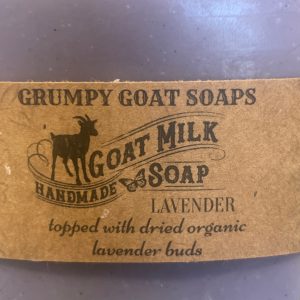 GRUMPY GOAT SOAPS
GOAT MILK
HANDMADE SOAP
LAVENDER
topped with dried organic
lavender buds